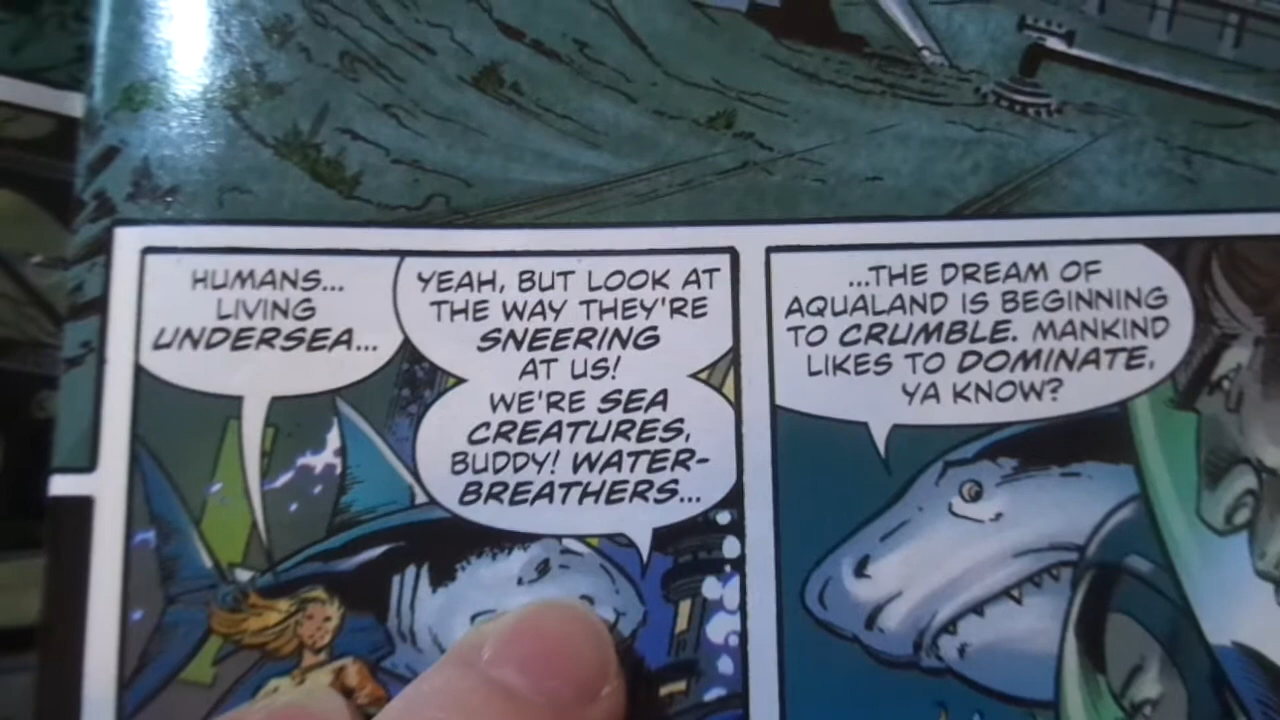 HUMANS...
LIVING
UNDERSEA...
YEAH, BUT LOOK AT
THE WAY THEY'RE
SNEERING
AT US!
WE'RE SEA
CREATURES,
BUDDY! WATER-
BREATHERS...
...THE DREAM OF
AQUALAND IS BEGINNING
TO CRUMBLE. MANKIND
LIKES TO DOMINATE,
YA KNOW?